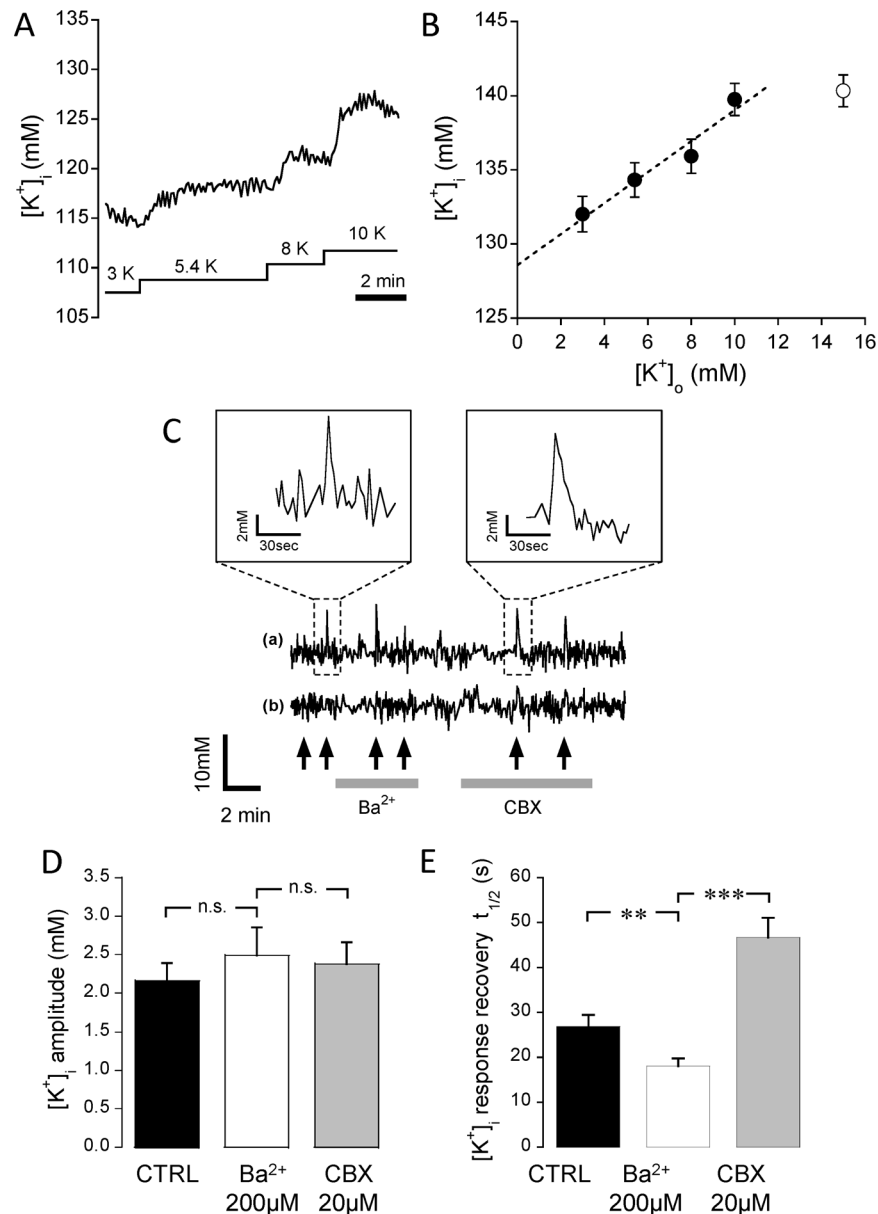 A
[K⁺]ᵢ (mM)
135
130
125
120
115
110
105
3 K
5.4 K
8 K
10 K
2 min
B
[K⁺]ᵢ (mM)
145
140
135
130
125
0 2 4 6 8 10 12 14 16
[K⁺]ₒ (mM)
C
2mM
30sec
2mM
30sec
(a)
(b)
10mM
2 min
Ba²⁺
CBX
D
[K⁺]ᵢ amplitude (mM)
3.5
3.0
2.5
2.0
1.5
1.0
0.5
0.0
n.s.
n.s.
CTRL Ba²⁺ CBX
200µM 20µM
E
[K⁺]ᵢ response recovery t₁/₂ (s)
60
50
40
30
20
10
0
**
***
CTRL Ba²⁺ CBX
200µM 20µM